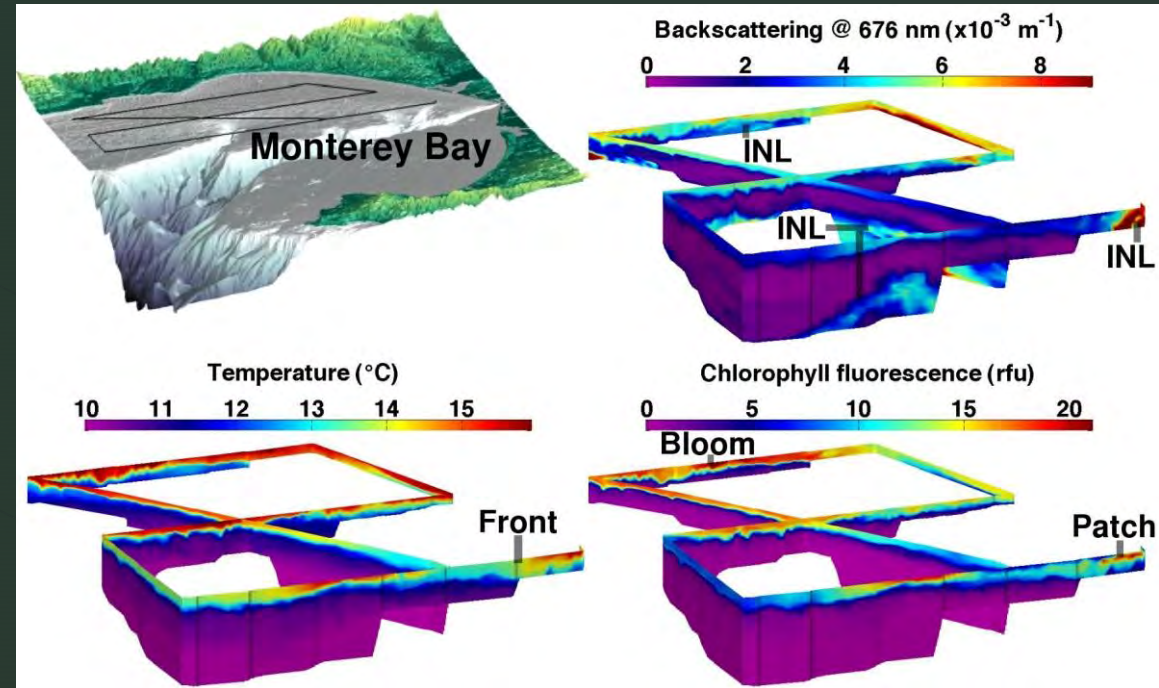 Monterey Bay
Backscattering @ 676 nm (x10⁻³ m⁻¹)
0 2 4 6 8
INL
INL
INL
Temperature (°C)
10 11 12 13 14 15
Front
Chlorophyll fluorescence (rfu)
0 5 10 15 20
Bloom
Patch